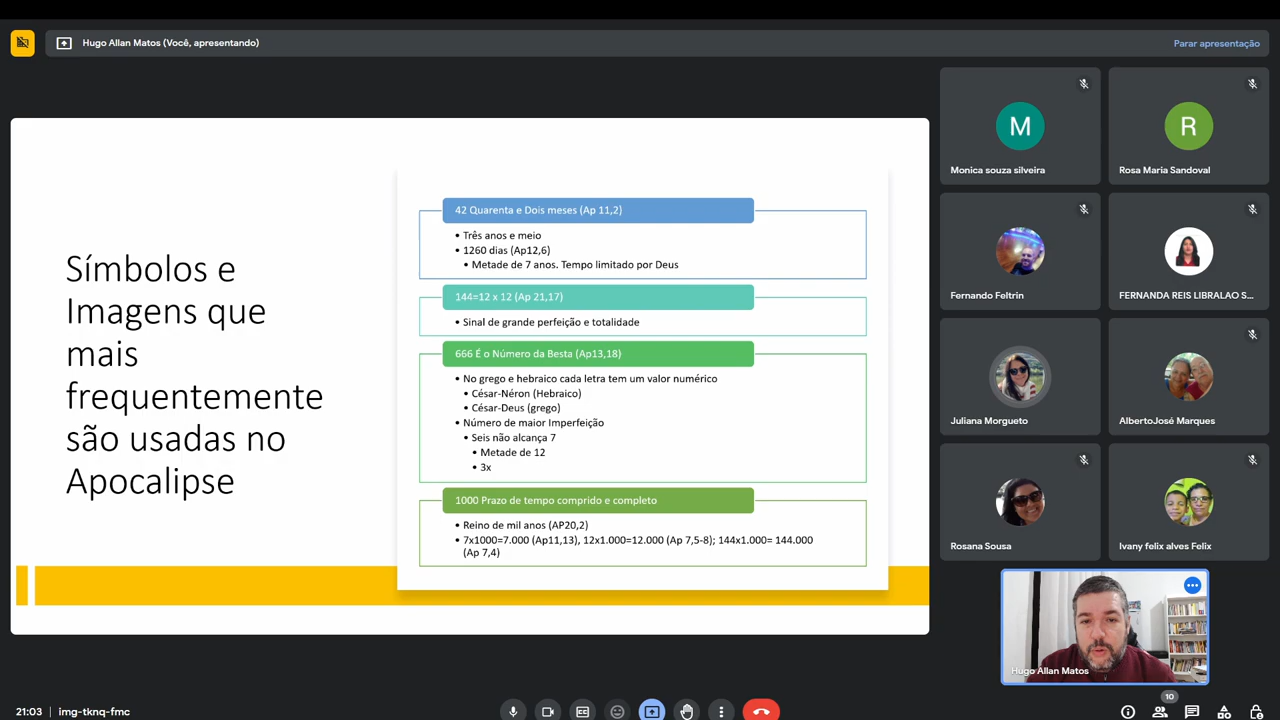 Hugo Allan Matos (Você, apresentando)
Parar apresentação
Símbolos e
Imagens que
mais
frequentemente
são usadas no
Apocalipse
42 Quarenta e Dois meses (Ap 11,2)
• Três anos e meio
• 1260 dias (Ap12,6)
• Metade de 7 anos. Tempo limitado por Deus
144=12 x 12 (Ap 21,17)
• Sinal de grande perfeição e totalidade
666 É o Número da Besta (Ap13,18)
• No grego e hebraico cada letra tem um valor numérico
• César-Néron (Hebraico)
• César-Deus (grego)
• Número de maior Imperfeição
• Seis não alcança 7
• Metade de 12
• 3x
1000 Prazo de tempo comprido e completo
• Reino de mil anos (AP20,2)
• 7x1000=7.000 (Ap11,13), 12x1.000=12.000 (Ap 7,5-8); 144x1.000= 144.000
(Ap 7,4)
M
Monica souza silveira
R
Rosa Maria Sandoval
Fernando Feltrin
FERNANDA REIS LIBRALAO S...
Juliana Morgueto
AlbertoJosé Marques
Rosana Sousa
Ivany felix alves Felix
Hugo Allan Matos
21:03 | img-tknq-fmc
10